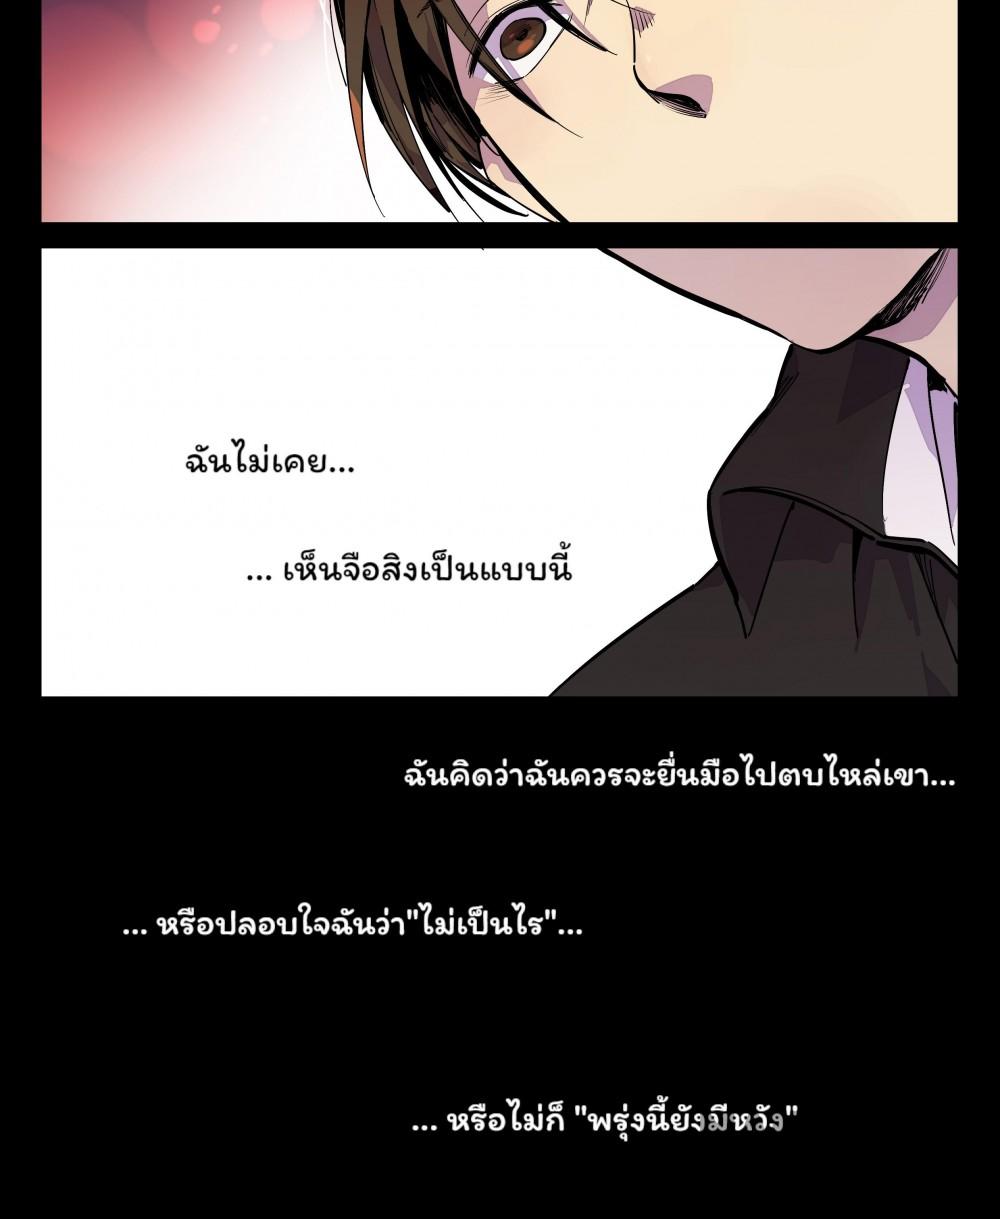 ฉันไม่เคย...
... เห็นจือสิงเป็นแบบนี้
ฉันคิดว่าฉันควรจะยื่นมือไปตบไหล่เขา...
... หรือปลอบใจฉันว่า"ไม่เป็นไร"...
... หรือไม่ก็ "พรุ่งนี้ยังมีหวัง"